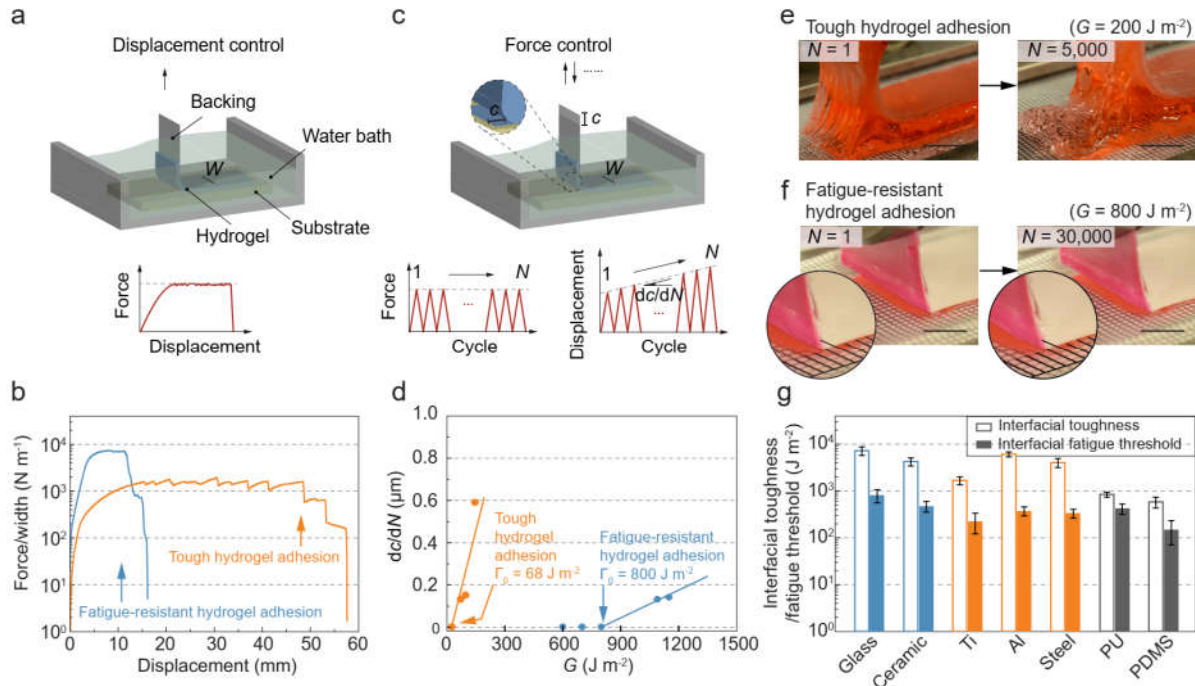 a
Displacement control
Backing
Water bath
W
Substrate
Hydrogel
Force
Displacement
c
Force control
......
c
c
W
1
N
...
Force
Cycle
1
N
dc/dN
...
Displacement
Cycle
e
Tough hydrogel adhesion
(G = 200 J m⁻²)
N = 1
N = 5,000
f
Fatigue-resistant
hydrogel adhesion
(G = 800 J m⁻²)
N = 1
N = 30,000
b
Force/width (N m⁻¹)
10⁴
10³
10²
10¹
10⁰
Tough hydrogel adhesion
Fatigue-resistant hydrogel adhesion
0 10 20 30 40 50 60
Displacement (mm)
d
dc/dN (μm)
1.0
0.8
0.6
0.4
0.2
0
Tough
hydrogel
adhesion
Γ₀ = 68 J m⁻²
Fatigue-resistant
hydrogel adhesion
Γ₀ = 800 J m⁻²
0 300 600 900 1200 1500
G (J m⁻²)
g
Interfacial toughness
/fatigue threshold (J m⁻²)
10⁴
10³
10²
10¹
10⁰
Interfacial toughness
Interfacial fatigue threshold
Glass
Ceramic
Ti
Al
Steel
PU
PDMS